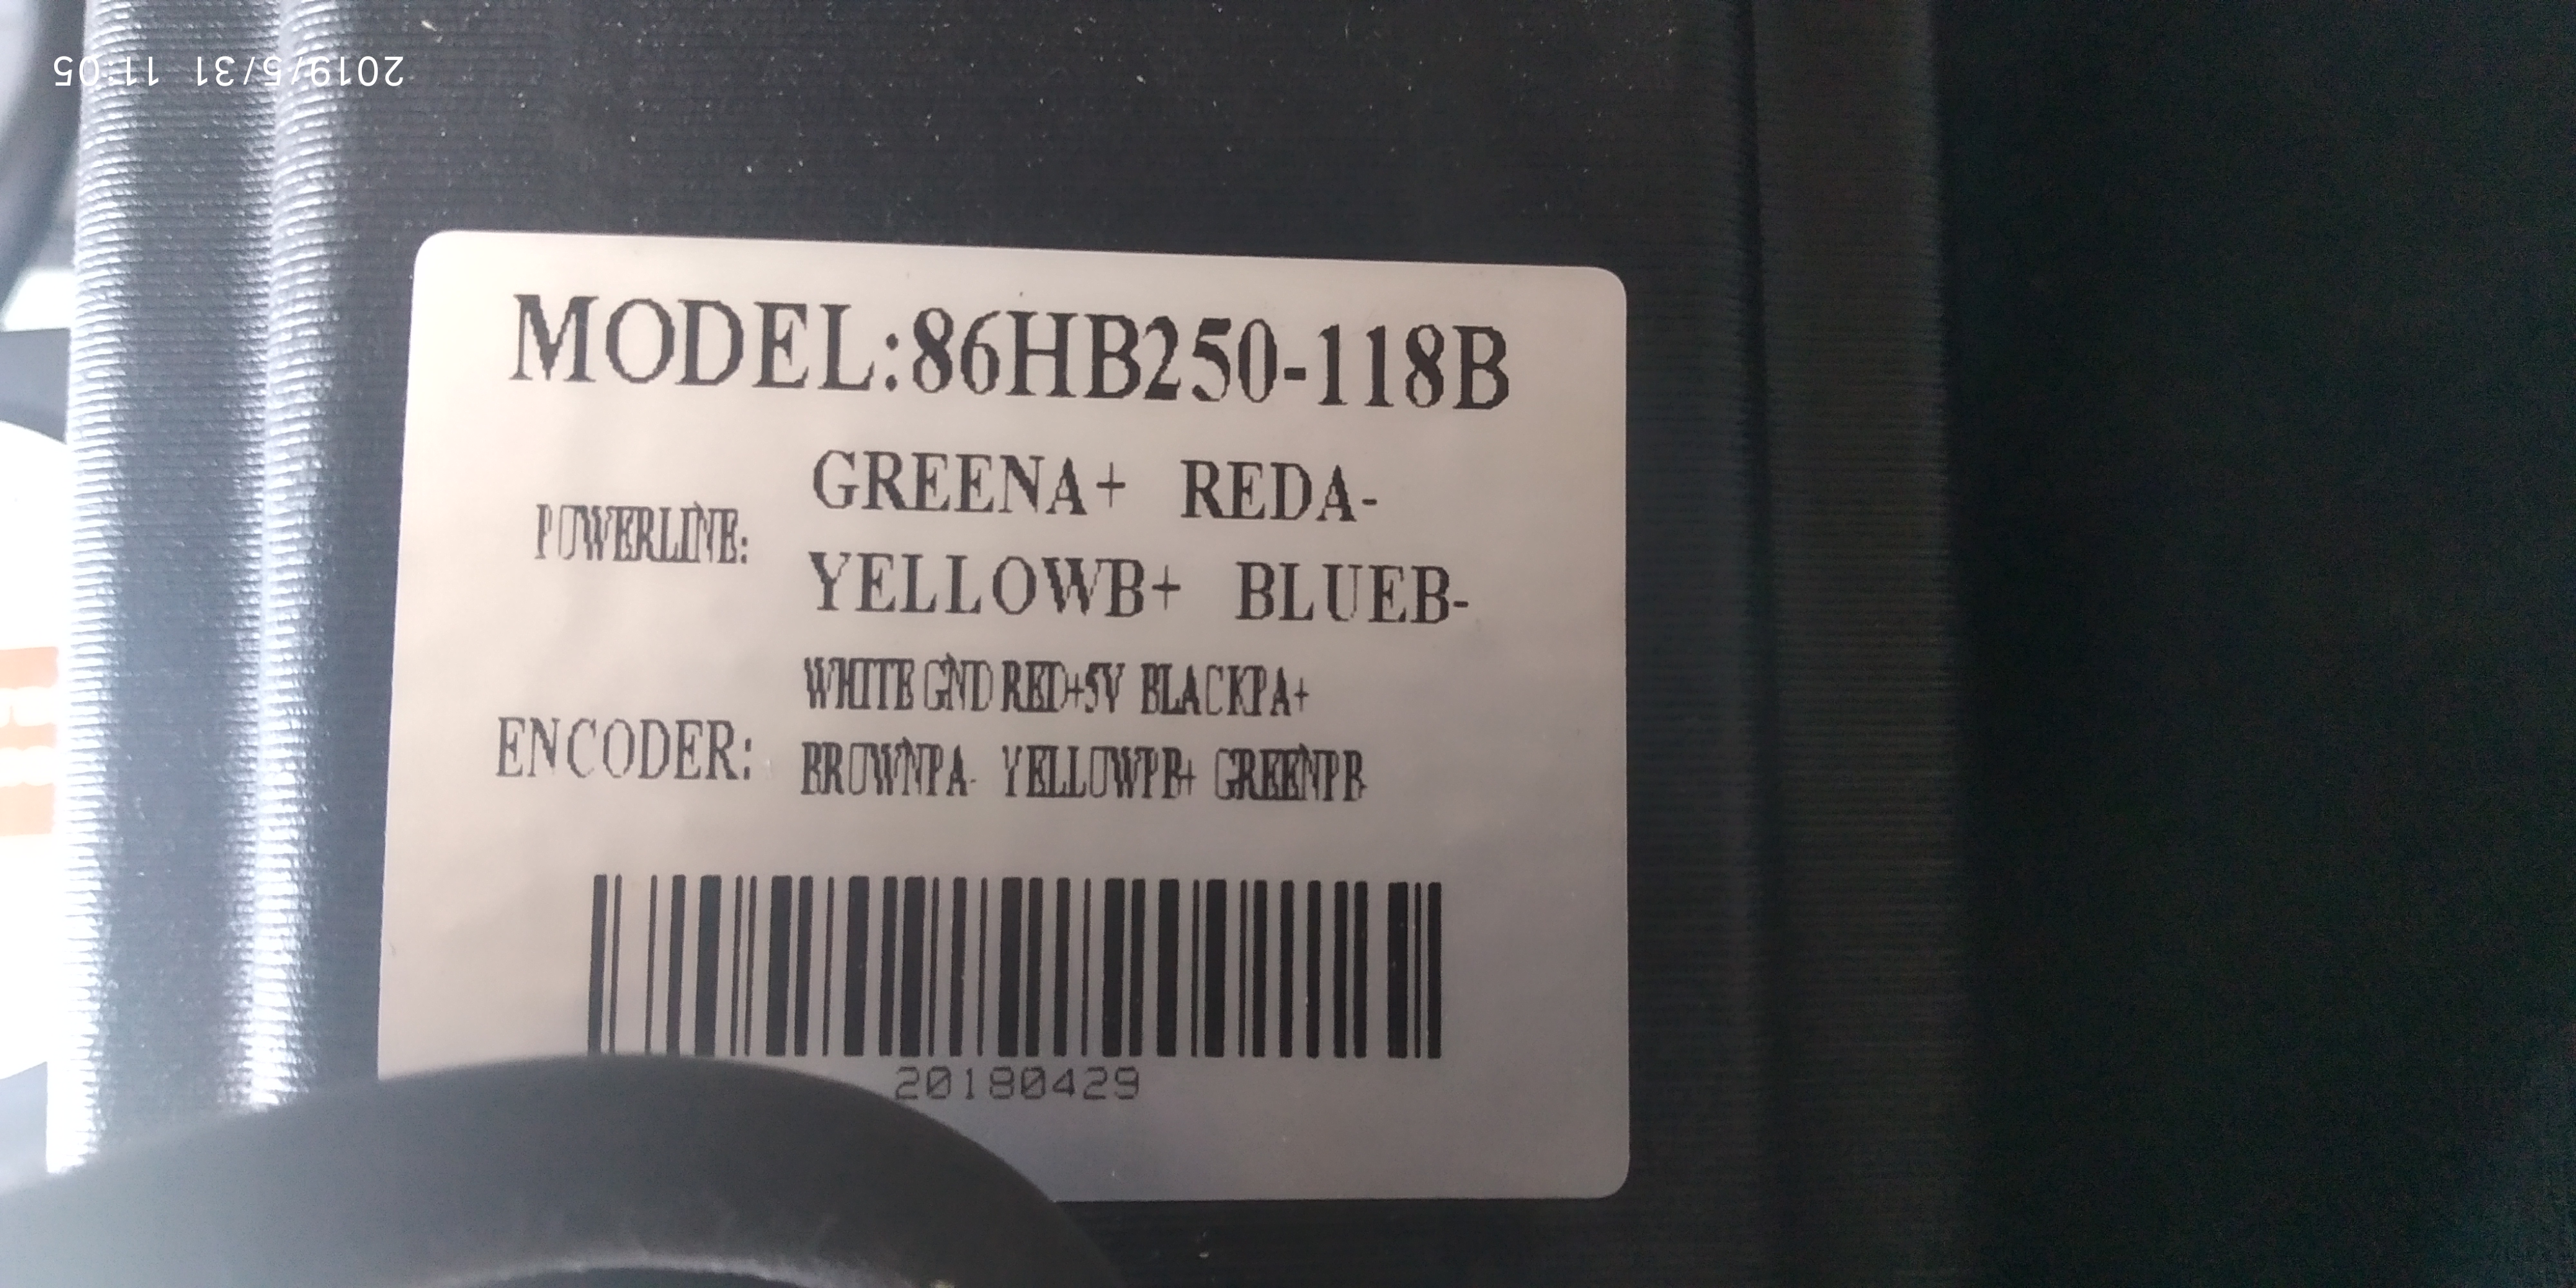 2019/5/31 11:05
MODEL:86HB250-118B
POWERLINE:
GREENA+ REDA-
YELLOWB+ BLUEB-
ENCODER:
WHITE GND RED+5V BLACKPA+
BROWNPA- YELLOWPB+ GREENPB-
20180429